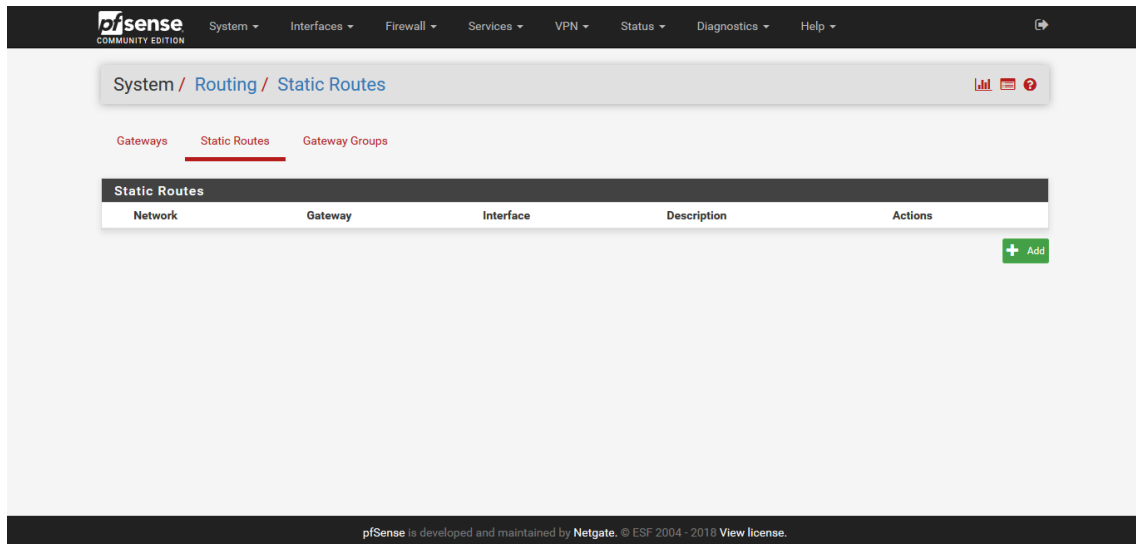 pfsense System Interfaces Firewall Services VPN Status Diagnostics Help
COMMUNITY EDITION
System / Routing / Static Routes
Gateways Static Routes Gateway Groups
Static Routes
Network Gateway Interface Description Actions
Add
pfSense is developed and maintained by Netgate. © ESF 2004 - 2018 View license.